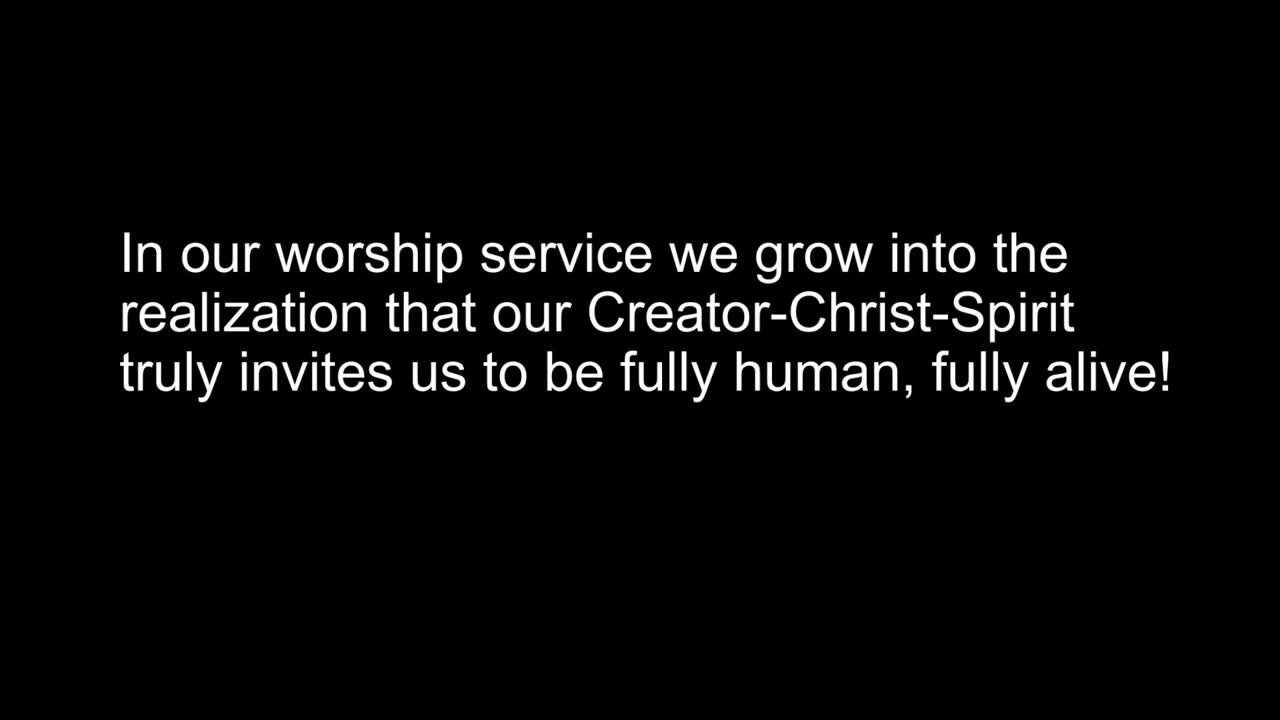 In our worship service we grow into the
realization that our Creator-Christ-Spirit
truly invites us to be fully human, fully alive!